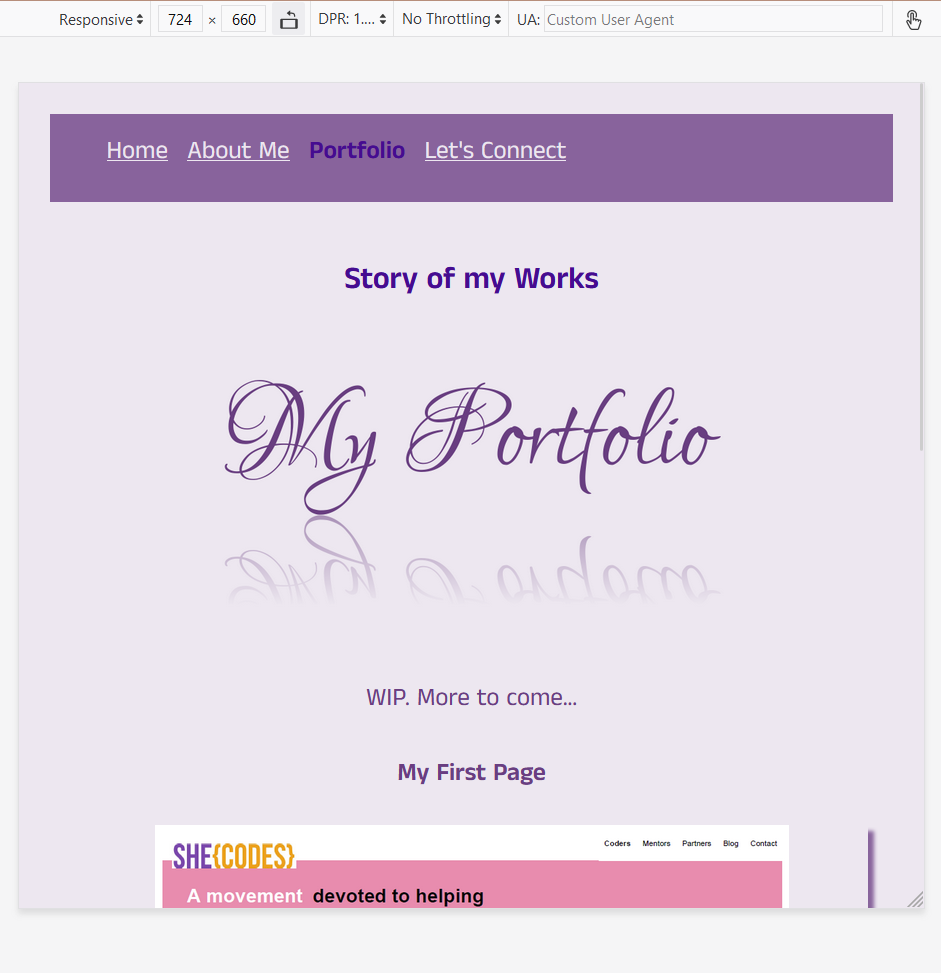 Responsive 724 × 660 DPR: 1.... No Throttling UA: Custom User Agent
Home About Me Portfolio Let's Connect
Story of my Works
My Portfolio
WIP. More to come...
My First Page
SHE{CODES} Coders Mentors Partners Blog Contact
A movement devoted to helping